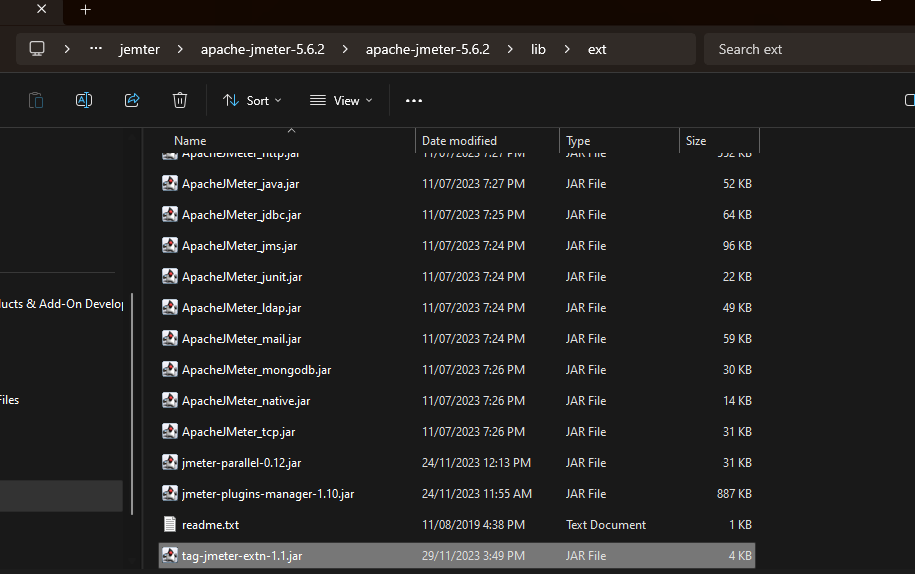 jemter > apache-jmeter-5.6.2 > apache-jmeter-5.6.2 > lib > ext
Search ext
Sort
View
Name Date modified Type Size
ApacheJMeter_http.jar 11/07/2023 7:27 PM JAR File KB
ApacheJMeter_java.jar 11/07/2023 7:27 PM JAR File 52 KB
ApacheJMeter_jdbc.jar 11/07/2023 7:25 PM JAR File 64 KB
ApacheJMeter_jms.jar 11/07/2023 7:24 PM JAR File 96 KB
ApacheJMeter_junit.jar 11/07/2023 7:24 PM JAR File 22 KB
ApacheJMeter_ldap.jar 11/07/2023 7:24 PM JAR File 49 KB
ApacheJMeter_mail.jar 11/07/2023 7:24 PM JAR File 59 KB
ApacheJMeter_mongodb.jar 11/07/2023 7:26 PM JAR File 30 KB
ApacheJMeter_native.jar 11/07/2023 7:26 PM JAR File 14 KB
ApacheJMeter_tcp.jar 11/07/2023 7:26 PM JAR File 31 KB
jmeter-parallel-0.12.jar 24/11/2023 12:13 PM JAR File 31 KB
jmeter-plugins-manager-1.10.jar 24/11/2023 11:55 AM JAR File 887 KB
readme.txt 11/08/2019 4:38 PM Text Document 1 KB
tag-jmeter-extn-1.1.jar 29/11/2023 3:49 PM JAR File 4 KB
ucts & Add-On Develop
Files